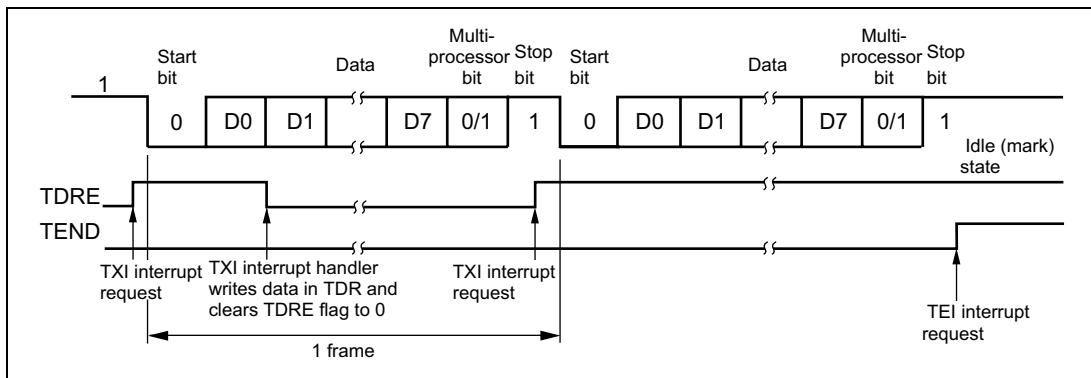 Start bit
Data
Multi-processor bit
Stop bit
Start bit
Data
Multi-processor bit
Stop bit
1
0
D0
D1
D7
0/1
1
0
D0
D1
D7
0/1
1
Idle (mark)
state
TDRE
TEND
TXI interrupt
request
TXI interrupt handler
writes data in TDR and
clears TDRE flag to 0
TXI interrupt
request
TEI interrupt
request
1 frame